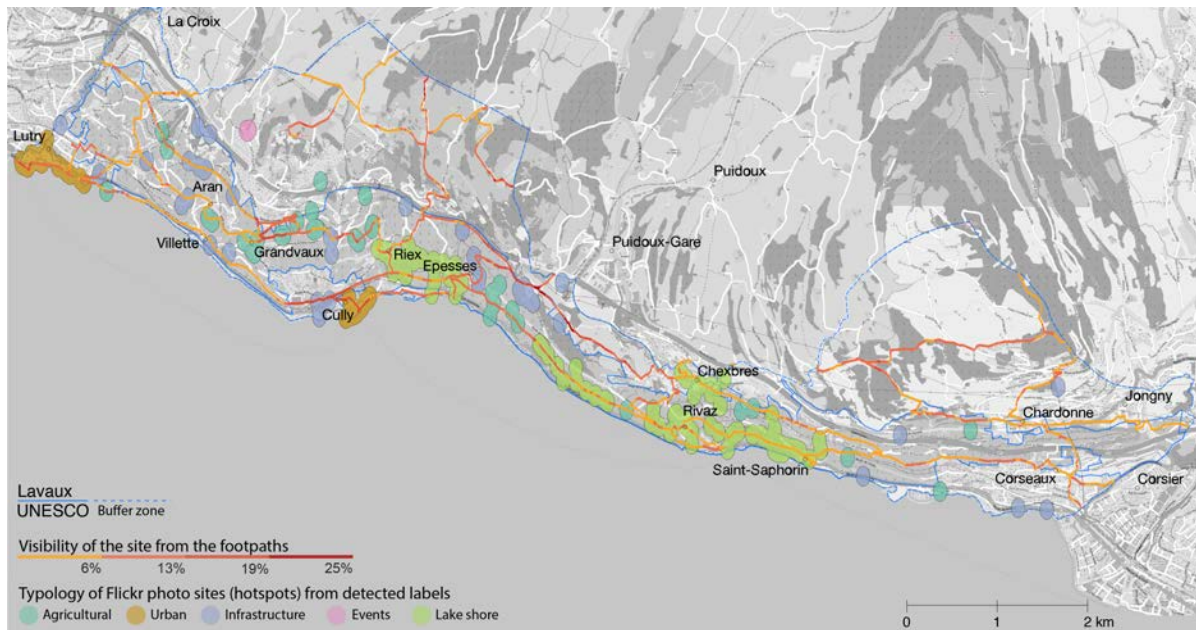 La Croix
Lutry
Aran
Puidoux
Villette
Grandvaux
Riex
Epesses
Puidoux-Gare
Cully
Chexbres
Rivaz
Jongny
Chardonne
Saint-Saphorin
Corseaux
Corsier
Lavaux
UNESCO Buffer zone
Visibility of the site from the footpaths
6% 13% 19% 25%
Typology of Flickr photo sites (hotspots) from detected labels
Agricultural Urban Infrastructure Events Lake shore
0 1 2 km